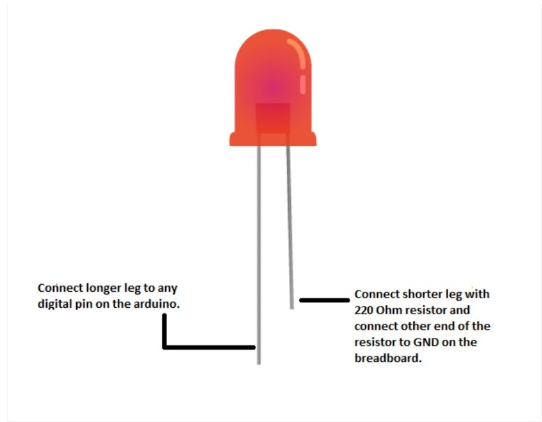 Connect longer leg to any
digital pin on the arduino.
Connect shorter leg with
220 Ohm resistor and
connect other end of the
resistor to GND on the
breadboard.